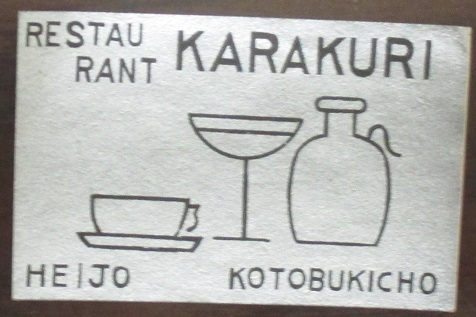 RESTAU
RANT KARAKURI
HEIJO KOTOBUKICHO